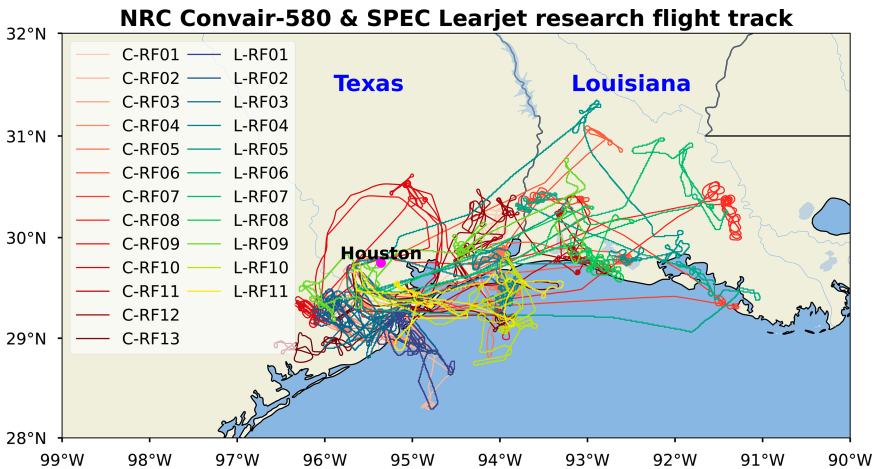 NRC Convair-580 & SPEC Learjet research flight track
32°N
31°N
30°N
29°N
28°N
C-RF01 L-RF01
C-RF02 L-RF02
C-RF03 L-RF03
C-RF04 L-RF04
C-RF05 L-RF05
C-RF06 L-RF06
C-RF07 L-RF07
C-RF08 L-RF08
C-RF09 L-RF09
C-RF10 L-RF10
C-RF11 L-RF11
C-RF12
C-RF13
Texas
Louisiana
Houston
99°W 98°W 97°W 96°W 95°W 94°W 93°W 92°W 91°W 90°W